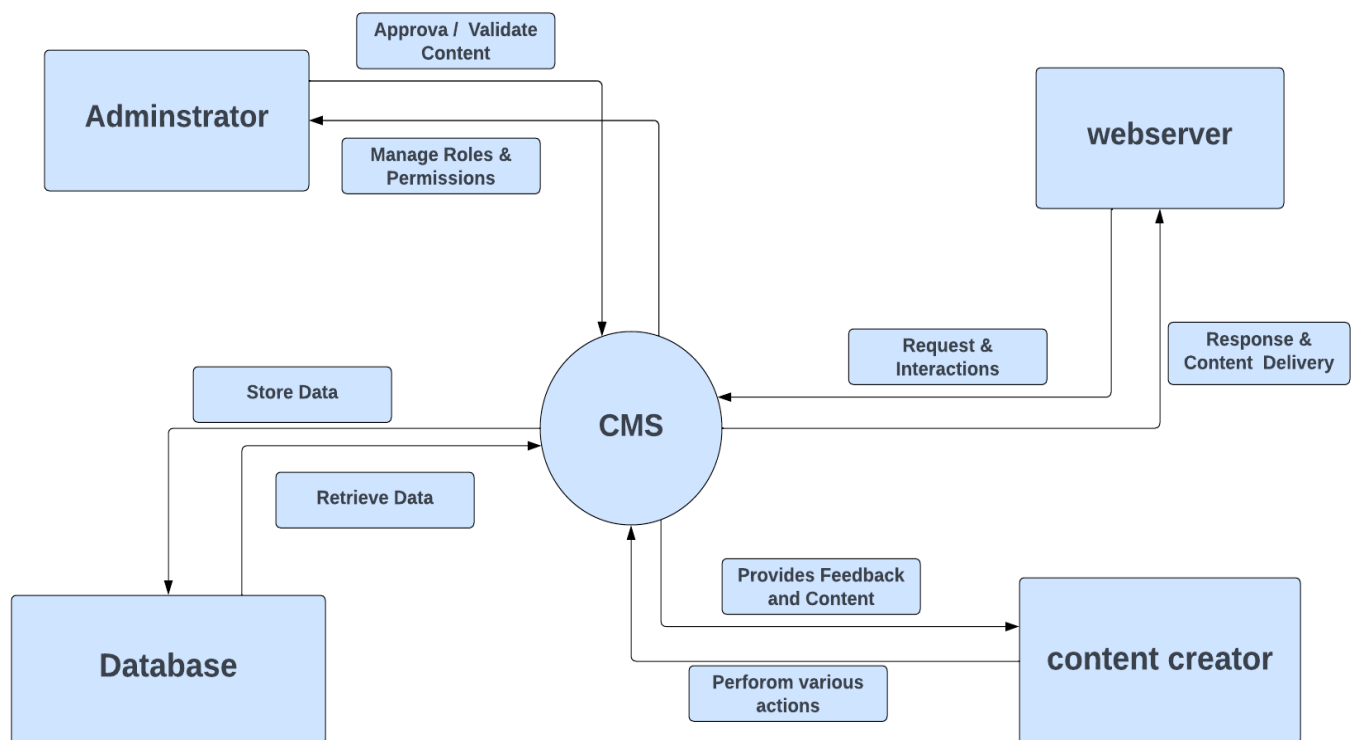 Approva / Validate
Content
Adminstrator
webserver
Manage Roles &
Permissions
Request &
Interactions
Response &
Content Delivery
Store Data
CMS
Retrieve Data
Provides Feedback
and Content
Database
content creator
Perforom various
actions